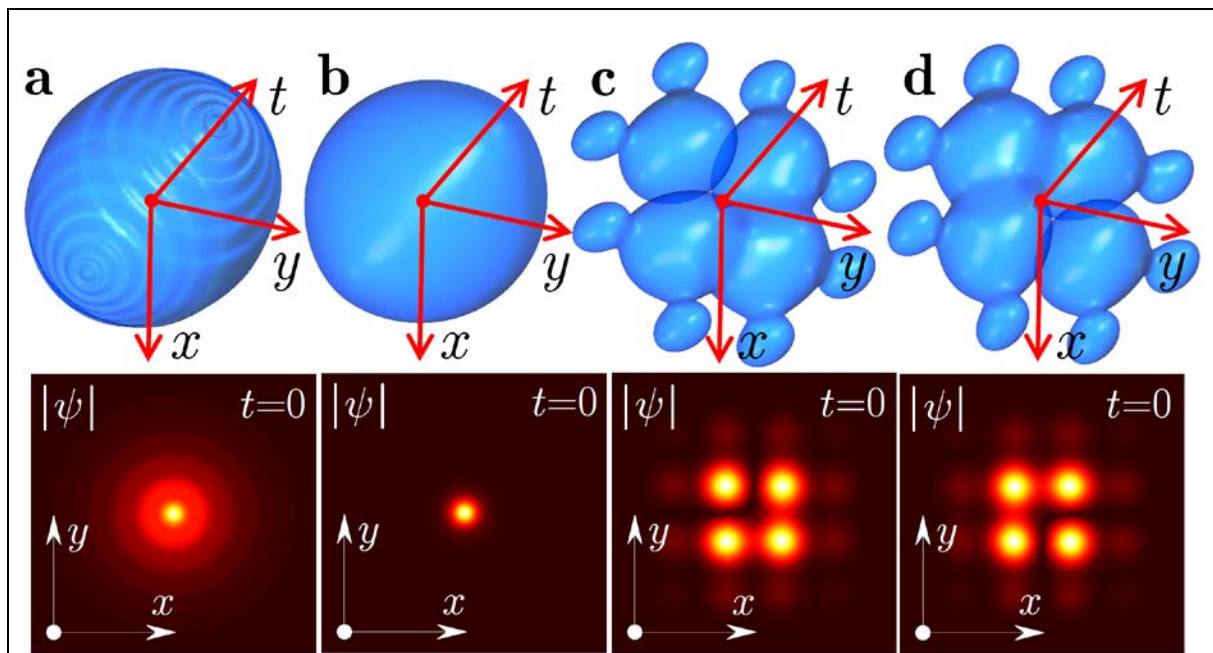 a b c d
t t t t
y y y y
x x x x
|ψ| t=0 |ψ| t=0 |ψ| t=0 |ψ| t=0
y y y y
x x x x